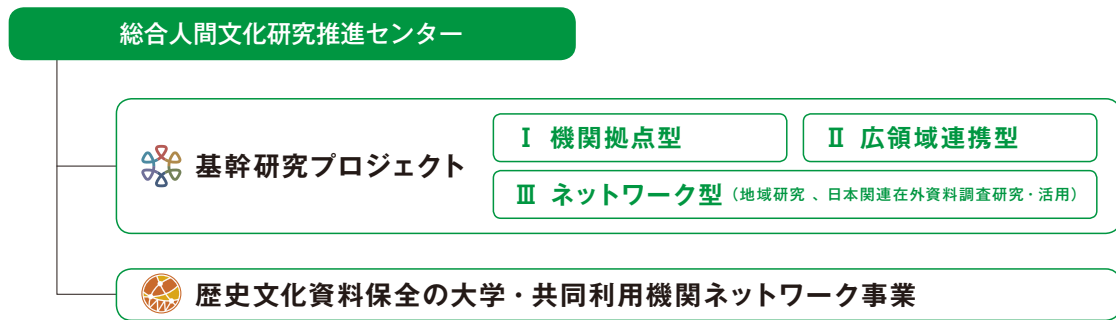 総合人間文化研究推進センター
基幹研究プロジェクト
Ⅰ 機関拠点型
Ⅱ 広領域連携型
Ⅲ ネットワーク型（地域研究 、日本関連在外資料調査研究・活用）
歴史文化資料保全の大学・共同利用機関ネットワーク事業